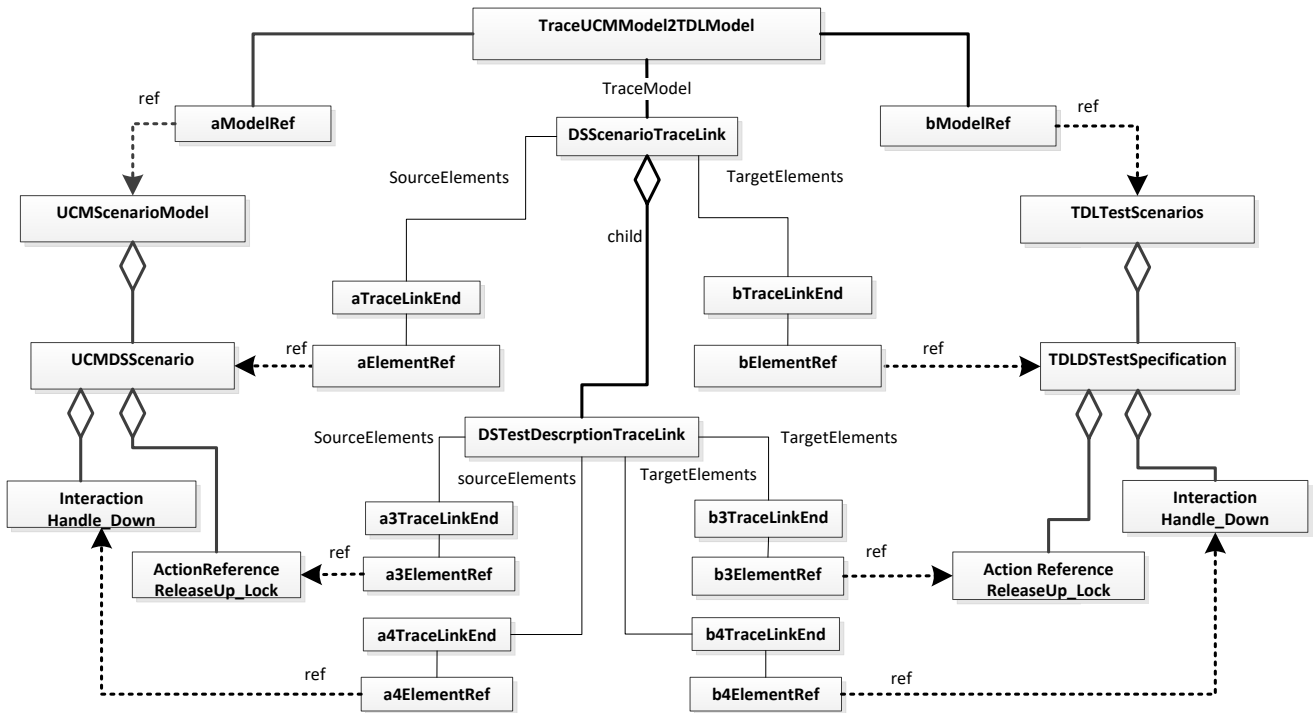 TraceUCMModel2TDLModel
TraceModel
ref
aModelRef
DSScenarioTraceLink
bModelRef
ref
SourceElements
TargetElements
UCMScenarioModel
TDLTestScenarios
child
aTraceLinkEnd
bTraceLinkEnd
UCMDSScenario
ref
aElementRef
bElementRef
ref
TDLDSTestSpecification
SourceElements
DSTestDescrptionTraceLink
TargetElements
sourceElements
TargetElements
Interaction
Handle_Down
a3TraceLinkEnd
b3TraceLinkEnd
Interaction
Handle_Down
ActionReference
ReleaseUp_Lock
ref
a3ElementRef
b3ElementRef
ref
Action Reference
ReleaseUp_Lock
a4TraceLinkEnd
b4TraceLinkEnd
ref
a4ElementRef
b4ElementRef
ref